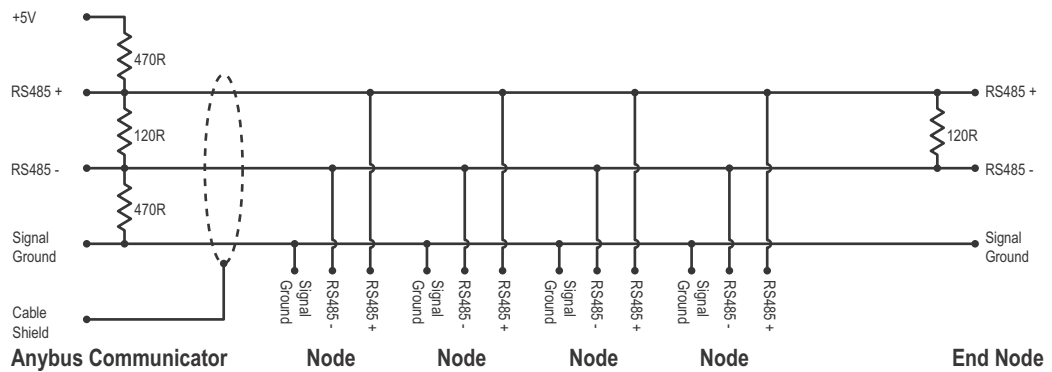 +5V
470R
RS485 +
RS485 +
120R
120R
RS485 -
RS485 -
470R
Signal
Ground
Signal
Ground
Signal
Ground
RS485 -
RS485 +
Signal
Ground
RS485 -
RS485 +
Signal
Ground
RS485 -
RS485 +
Signal
Ground
RS485 -
RS485 +
Cable
Shield
Anybus Communicator
Node
Node
Node
Node
End Node